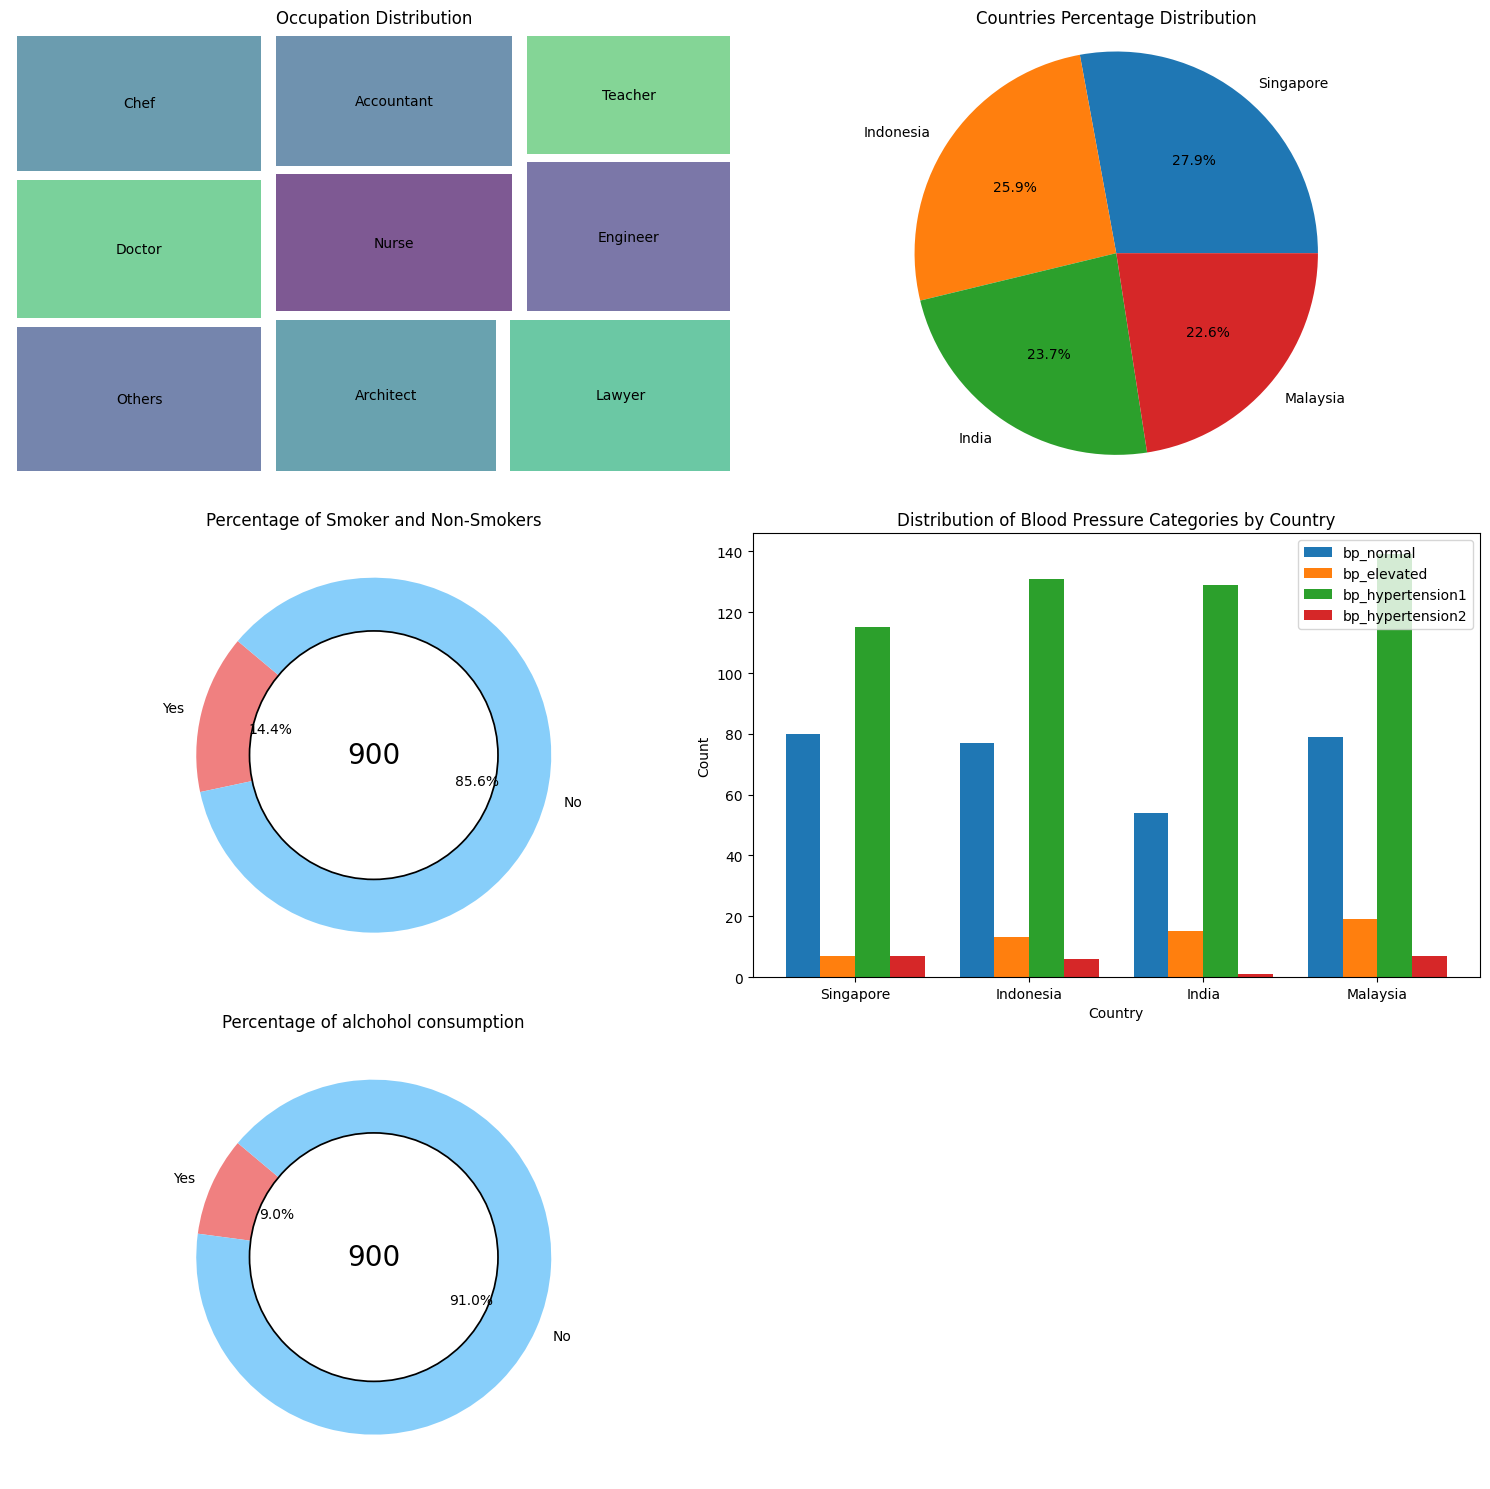 Occupation Distribution
Chef
Accountant
Teacher
Doctor
Nurse
Engineer
Others
Architect
Lawyer
Countries Percentage Distribution
Singapore
27.9%
Indonesia
25.9%
India
23.7%
Malaysia
22.6%
Percentage of Smoker and Non-Smokers
Yes
14.4%
900
85.6%
No
Distribution of Blood Pressure Categories by Country
bp_normal
bp_elevated
bp_hypertension1
bp_hypertension2
Count
140
120
100
80
60
40
20
0
Singapore
Indonesia
India
Malaysia
Country
Percentage of alchohol consumption
Yes
9.0%
900
91.0%
No